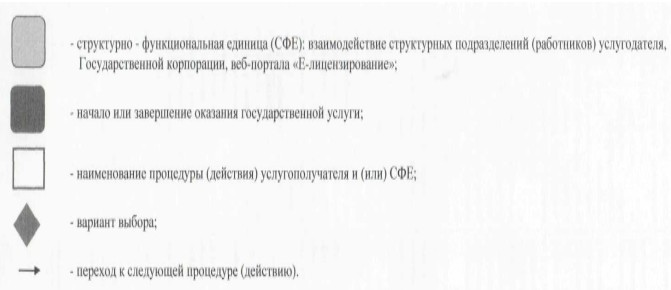 - структурно - функциональная единица (СФЕ): взаимодействие структурных подразделений (работников) услугодателя,
Государственной корпорации, веб-портала «Е-лицензирование»;
- начало или завершение оказания государственной услуги;
- наименование процедуры (действия) услугополучателя и (или) СФЕ;
- вариант выбора;
- переход к следующей процедуре (действию).